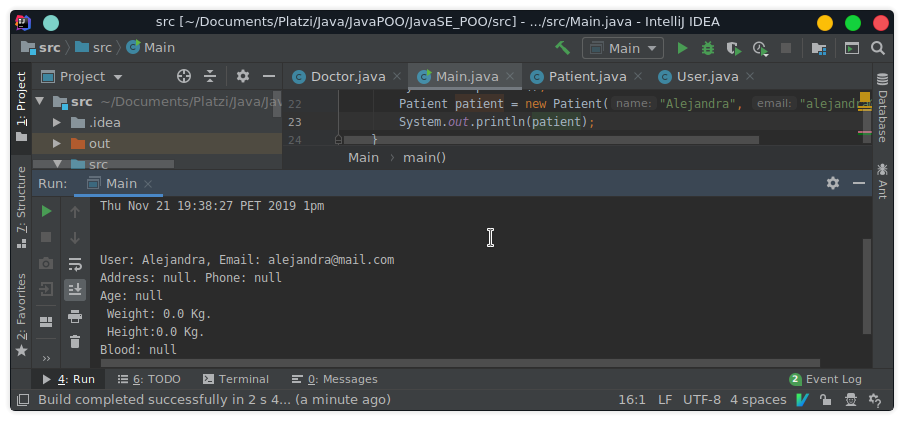 src [~/Documents/Platzi/Java/JavaPOO/JavaSE_POO/src] - .../src/Main.java - IntelliJ IDEA
src src Main Main
1: Project
Project
Doctor.java Main.java Patient.java User.java
src ~/Documents/Platzi/Java/Jav
.idea
out
src
22 Patient patient = new Patient( name: "Alejandra", email: "alejandra
23 System.out.println(patient);
24 }
Main main()
Database
Ant
Run: Main
7: Structure
2: Favorites
Thu Nov 21 19:38:27 PET 2019 1pm
User: Alejandra, Email: alejandra@mail.com
Address: null. Phone: null
Age: null
Weight: 0.0 Kg.
Height:0.0 Kg.
Blood: null
4: Run 6: TODO Terminal 0: Messages 2 Event Log
Build completed successfully in 2 s 4... (a minute ago) 16:1 LF UTF-8 4 spaces